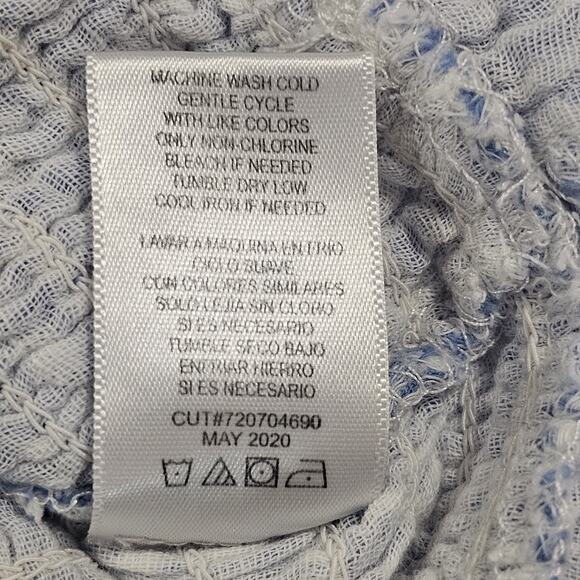 MACHINE WASH COLD
GENTLE CYCLE
WITH LIKE COLORS
ONLY NON-CHLORINE
BLEACH IF NEEDED
TUMBLE DRY LOW
COOL IRON IF NEEDED
LAVAR A MAQUINA EN FRIO
CICLO SUAVE
CON COLORES SIMILARES
SOLO LEJIA SIN CLORO
SI ES NECESARIO
TUMBLE SECO BAJO
ENFRIAR HIERRO
SI ES NECESARIO
CUT#720704690
MAY 2020